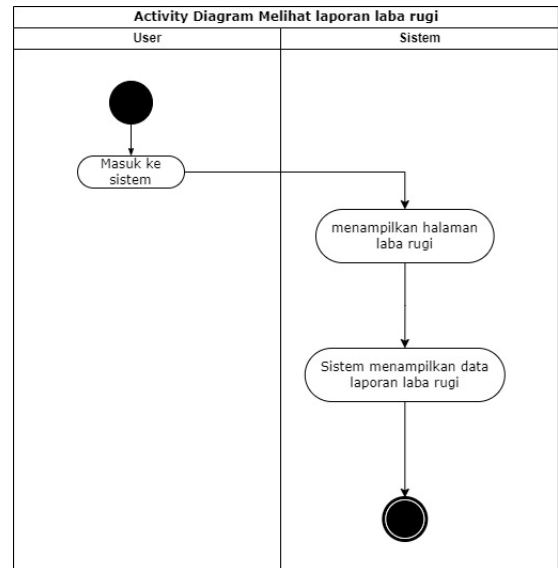 Activity Diagram Melihat laporan laba rugi
User
Sistem
Masuk ke
sistem
menampilkan halaman
laba rugi
Sistem menampilkan data
laporan laba rugi